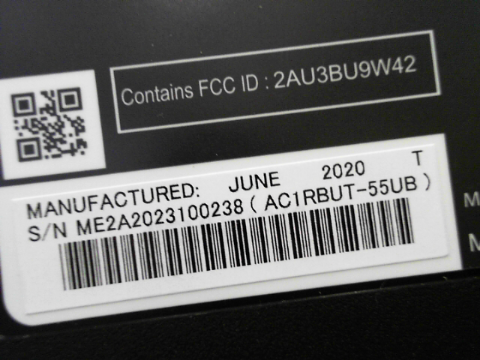 Contains FCC ID : 2AU3BU9W42
MANUFACTURED: JUNE 2020 T
S/N ME2A2023100238 ( AC1RBUT-55UB )